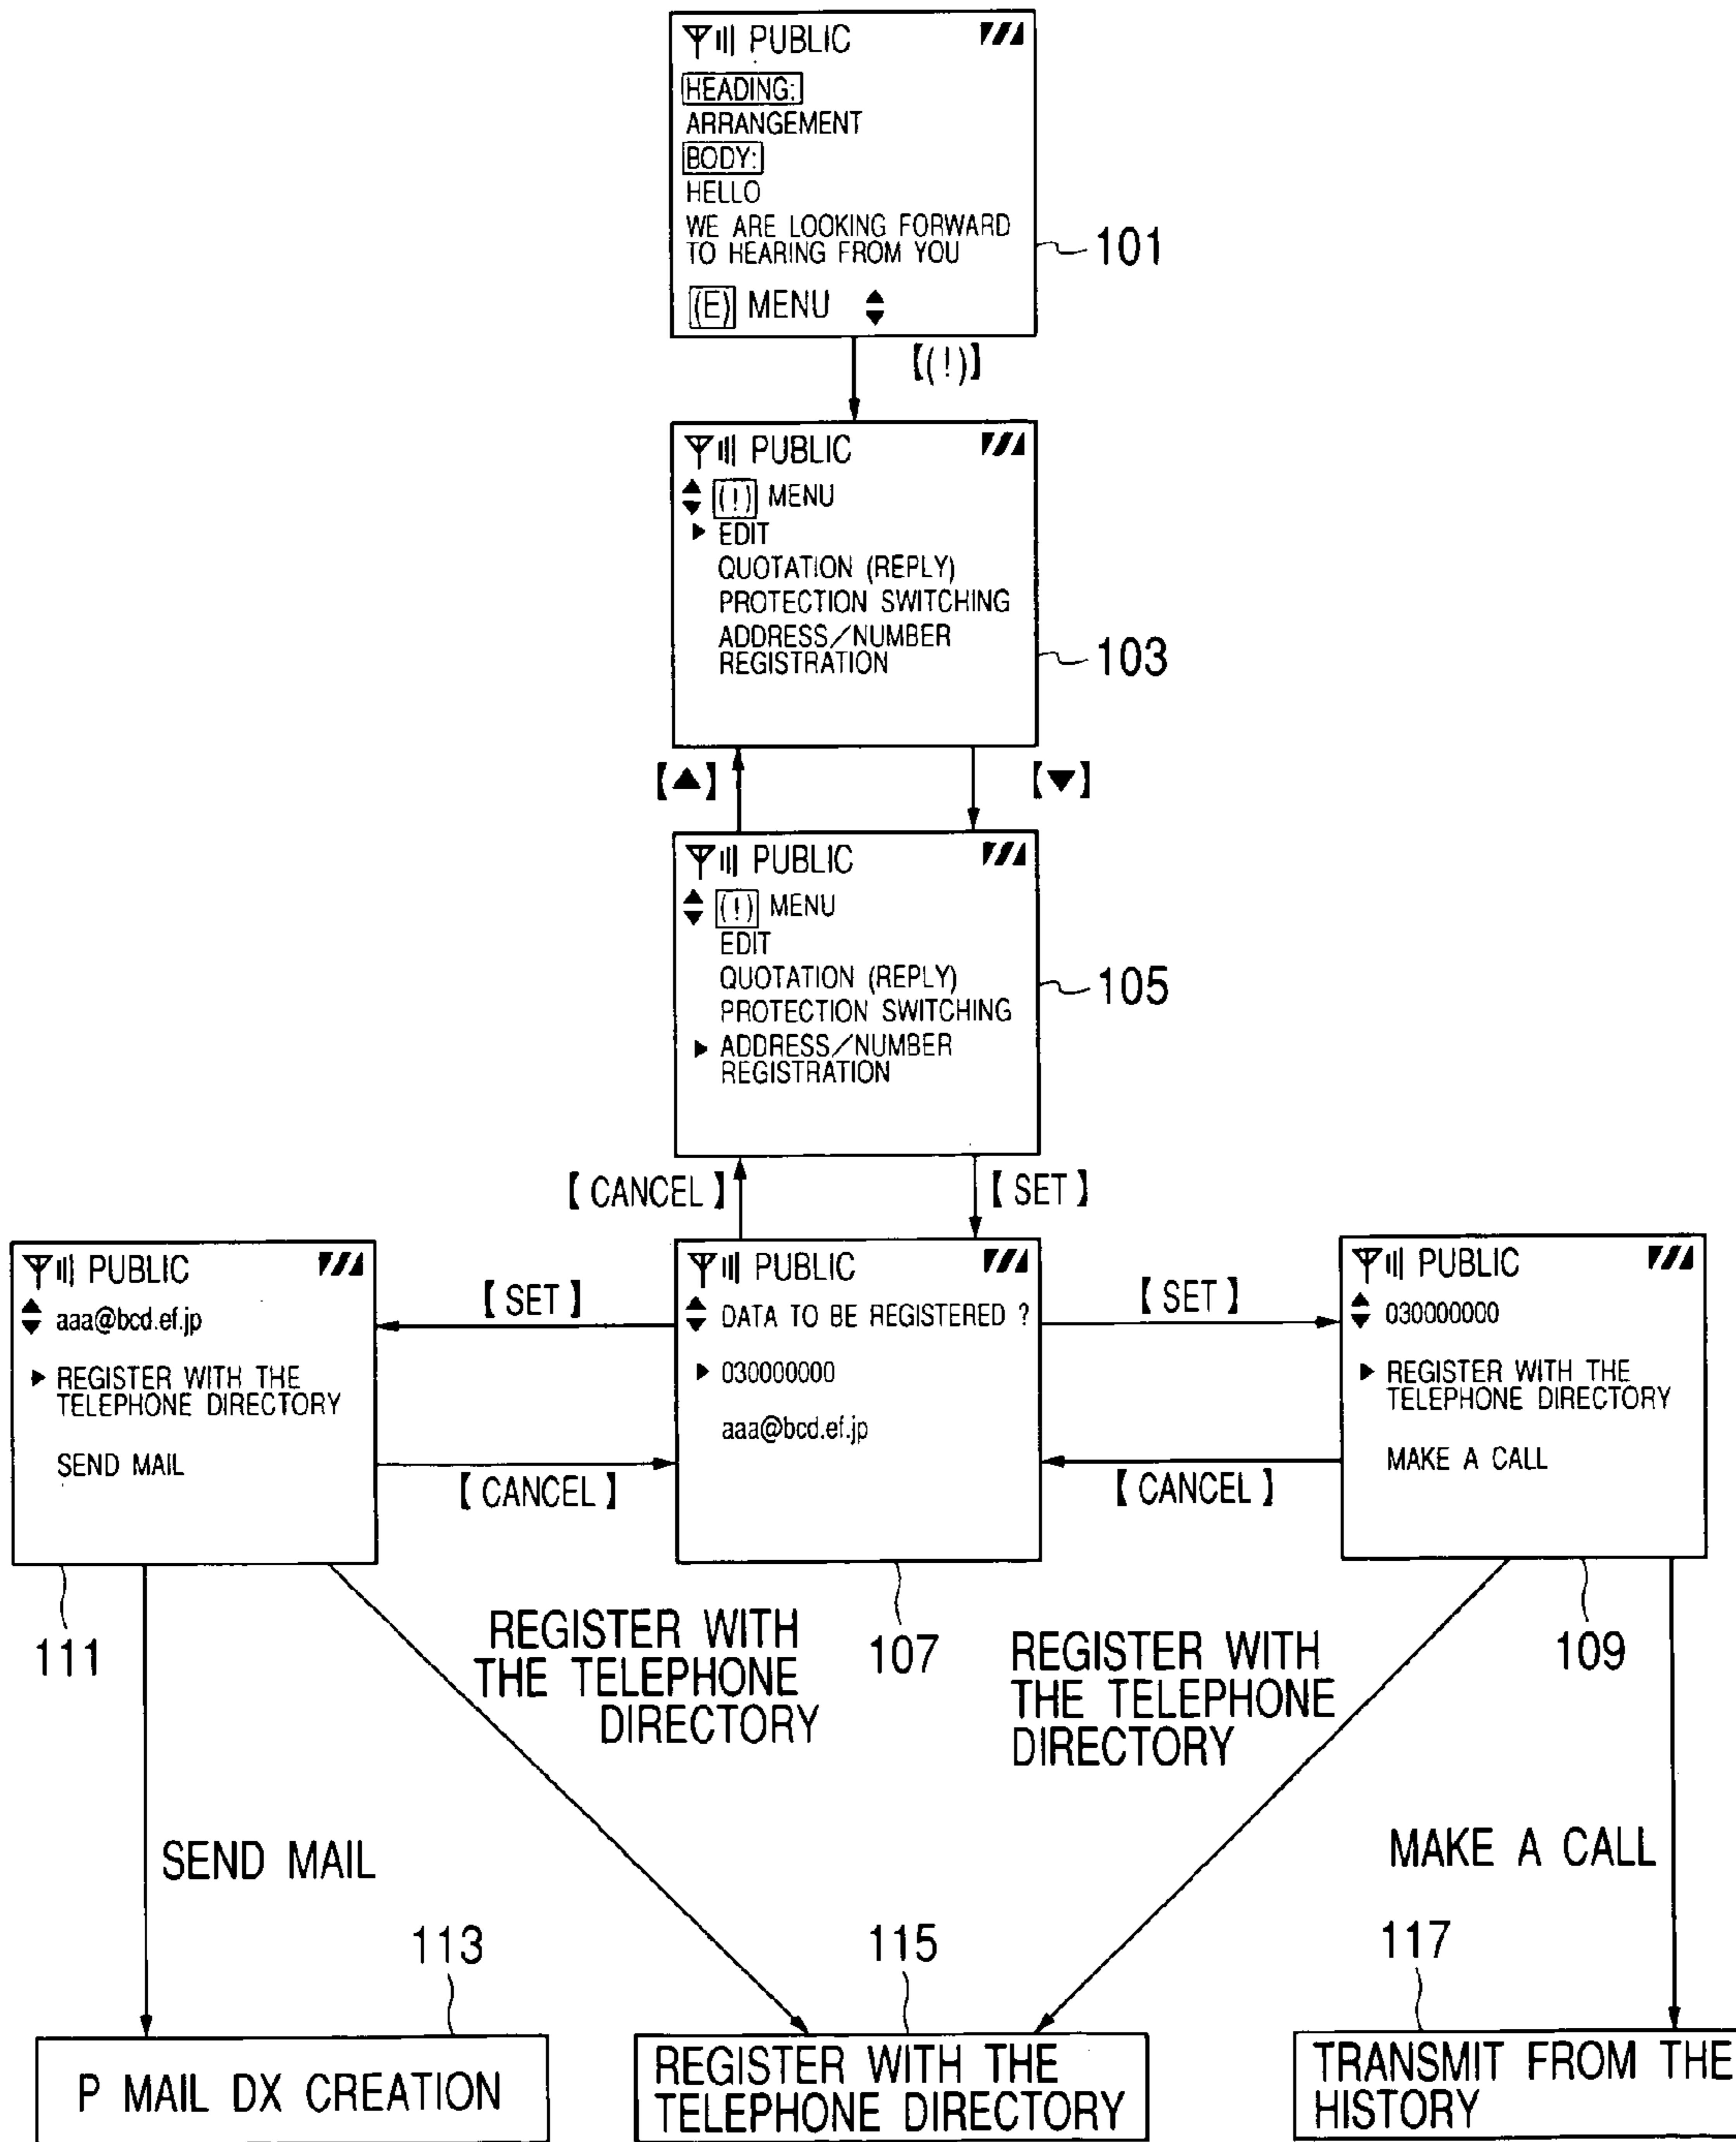 PUBLIC
HEADING:
ARRANGEMENT
BODY:
HELLO
WE ARE LOOKING FORWARD
TO HEARING FROM YOU
(E) MENU
101
【(!)】
PUBLIC
(!) MENU
EDIT
QUOTATION (REPLY)
PROTECTION SWITCHING
ADDRESS/NUMBER
REGISTRATION
103
【▲】
【▼】
PUBLIC
(!) MENU
EDIT
QUOTATION (REPLY)
PROTECTION SWITCHING
ADDRESS/NUMBER
REGISTRATION
105
【CANCEL】
【SET】
PUBLIC
aaa@bcd.ef.jp
REGISTER WITH THE
TELEPHONE DIRECTORY
SEND MAIL
111
【SET】
【CANCEL】
PUBLIC
DATA TO BE REGISTERED ?
030000000
aaa@bcd.ef.jp
107
【SET】
【CANCEL】
PUBLIC
030000000
REGISTER WITH THE
TELEPHONE DIRECTORY
MAKE A CALL
109
REGISTER WITH
THE TELEPHONE
DIRECTORY
REGISTER WITH
THE TELEPHONE
DIRECTORY
SEND MAIL
MAKE A CALL
113
115
117
P MAIL DX CREATION
REGISTER WITH THE
TELEPHONE DIRECTORY
TRANSMIT FROM THE
HISTORY